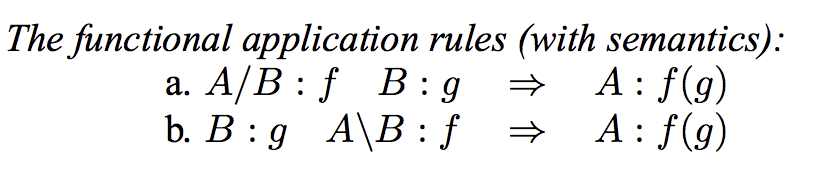 The functional application rules (with semantics):
a. A/B : f B : g ⇒ A : f(g)
b. B : g A\B : f ⇒ A : f(g)